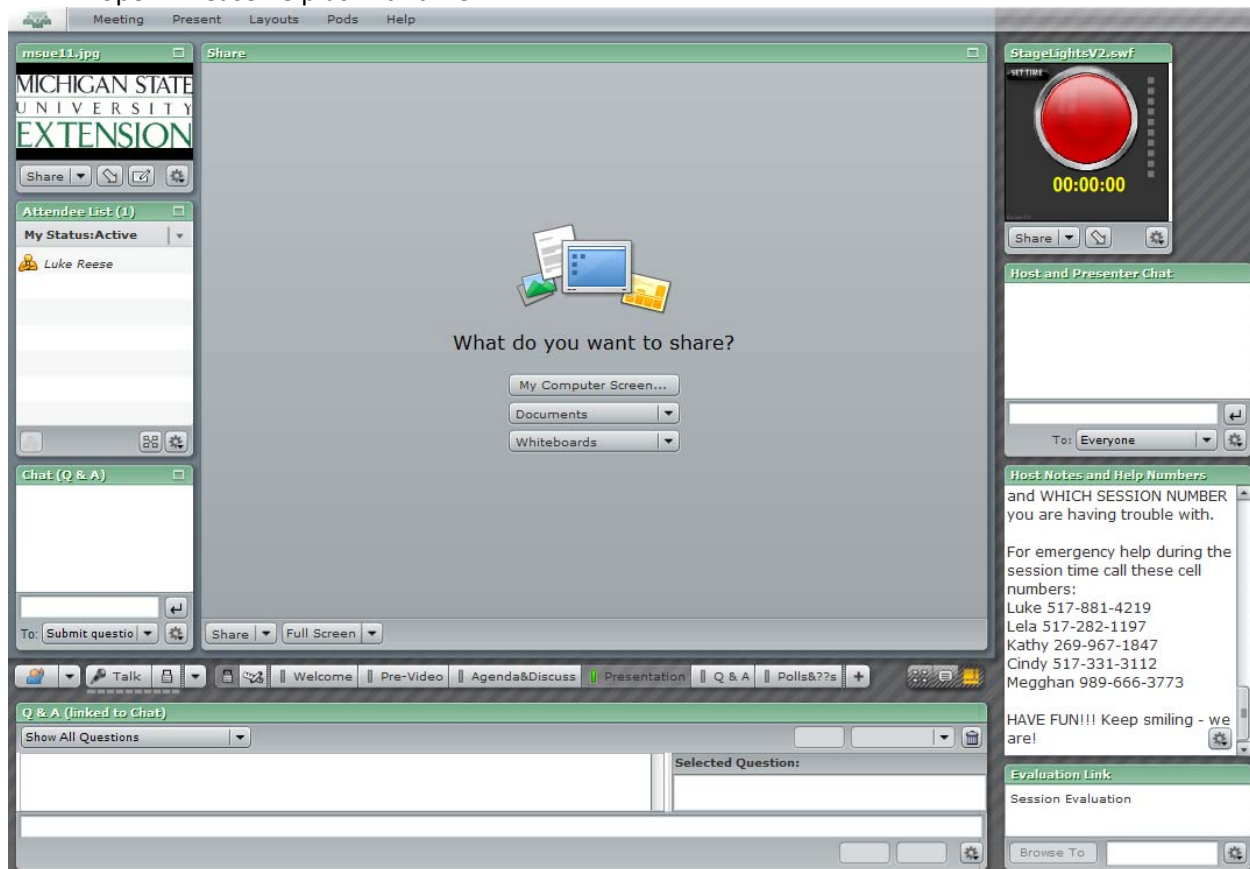 Meeting Present Layouts Pods Help
msue11.jpg
MICHIGAN STATE
UNIVERSITY
EXTENSION
Share
Attendee List (1)
My Status:Active
Luke Reese
Chat (Q & A)
To: Submit questio
Share
What do you want to share?
My Computer Screen...
Documents
Whiteboards
Share Full Screen
StageLightsV2.swf
SET TIME
00:00:00
Share
Host and Presenter Chat
To: Everyone
Host Notes and Help Numbers
and WHICH SESSION NUMBER
you are having trouble with.
For emergency help during the
session time call these cell
numbers:
Luke 517-881-4219
Lela 517-282-1197
Kathy 269-967-1847
Cindy 517-331-3112
Megghan 989-666-3773
HAVE FUN!!! Keep smiling - we
are!
Talk Welcome Pre-Video Agenda&Discuss Presentation Q & A Polls&??s +
Q & A (linked to Chat)
Show All Questions
Selected Question:
Evaluation Link
Session Evaluation
Browse To